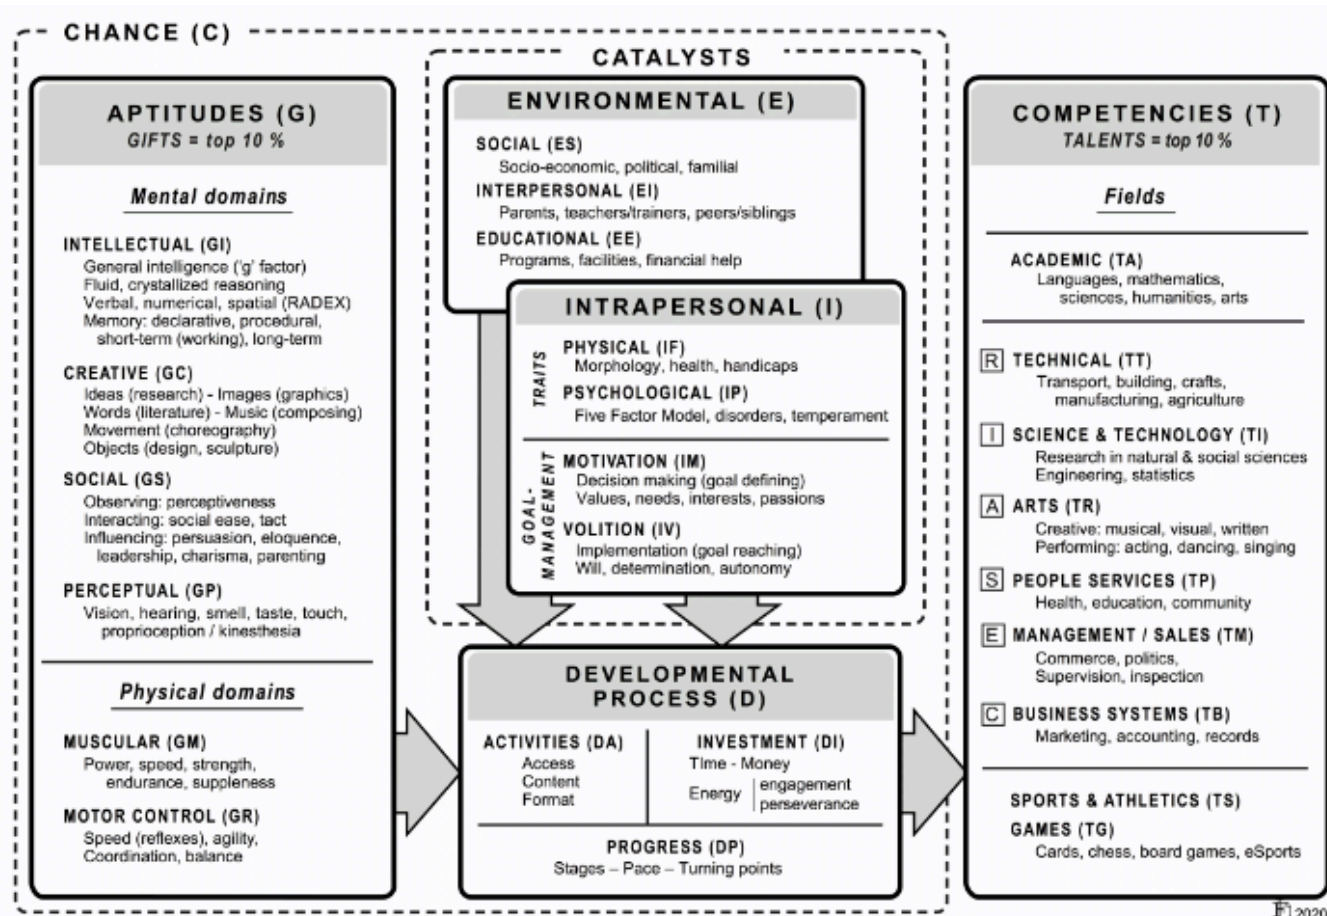 CHANCE (C)
APTITUDES (G)
GIFTS = top 10 %
Mental domains
INTELLECTUAL (GI)
General intelligence ('g' factor)
Fluid, crystallized reasoning
Verbal, numerical, spatial (RADEX)
Memory: declarative, procedural,
short-term (working), long-term
CREATIVE (GC)
Ideas (research) - Images (graphics)
Words (literature) - Music (composing)
Movement (choreography)
Objects (design, sculpture)
SOCIAL (GS)
Observing: perceptiveness
Interacting: social ease, tact
Influencing: persuasion, eloquence,
leadership, charisma, parenting
PERCEPTUAL (GP)
Vision, hearing, smell, taste, touch,
proprioception / kinesthesia
Physical domains
MUSCULAR (GM)
Power, speed, strength,
endurance, suppleness
MOTOR CONTROL (GR)
Speed (reflexes), agility,
Coordination, balance
CATALYSTS
ENVIRONMENTAL (E)
SOCIAL (ES)
Socio-economic, political, familial
INTERPERSONAL (EI)
Parents, teachers/trainers, peers/siblings
EDUCATIONAL (EE)
Programs, facilities, financial help
INTRAPERSONAL (I)
TRAITS
PHYSICAL (IF)
Morphology, health, handicaps
PSYCHOLOGICAL (IP)
Five Factor Model, disorders, temperament
GOAL-
MANAGEMENT
MOTIVATION (IM)
Decision making (goal defining)
Values, needs, interests, passions
VOLITION (IV)
Implementation (goal reaching)
Will, determination, autonomy
DEVELOPMENTAL
PROCESS (D)
ACTIVITIES (DA)
Access
Content
Format
INVESTMENT (DI)
TIme - Money
Energy
engagement
perseverance
PROGRESS (DP)
Stages – Pace – Turning points
COMPETENCIES (T)
TALENTS = top 10 %
Fields
ACADEMIC (TA)
Languages, mathematics,
sciences, humanities, arts
R TECHNICAL (TT)
Transport, building, crafts,
manufacturing, agriculture
I SCIENCE & TECHNOLOGY (TI)
Research in natural & social sciences
Engineering, statistics
A ARTS (TR)
Creative: musical, visual, written
Performing: acting, dancing, singing
S PEOPLE SERVICES (TP)
Health, education, community
E MANAGEMENT / SALES (TM)
Commerce, politics,
Supervision, inspection
C BUSINESS SYSTEMS (TB)
Marketing, accounting, records
SPORTS & ATHLETICS (TS)
GAMES (TG)
Cards, chess, board games, eSports
2020